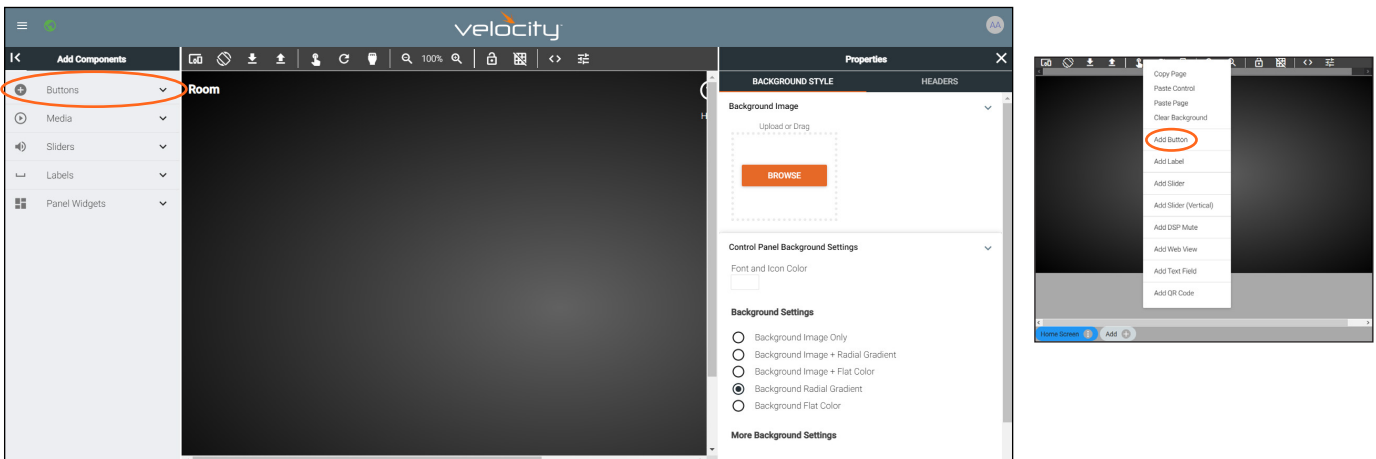 velocity
AA
Add Components
100%
Properties
Buttons
Media
Sliders
Labels
Panel Widgets
Room
H
BACKGROUND STYLE
HEADERS
Background Image
Upload or Drag
BROWSE
Control Panel Background Settings
Font and Icon Color
Background Settings
Background Image Only
Background Image + Radial Gradient
Background Image + Flat Color
Background Radial Gradient
Background Flat Color
More Background Settings
Copy Page
Paste Control
Paste Page
Clear Background
Add Button
Add Label
Add Slider
Add Slider (Vertical)
Add DSP Mute
Add Web View
Add Text Field
Add QR Code
Home Screen
Add